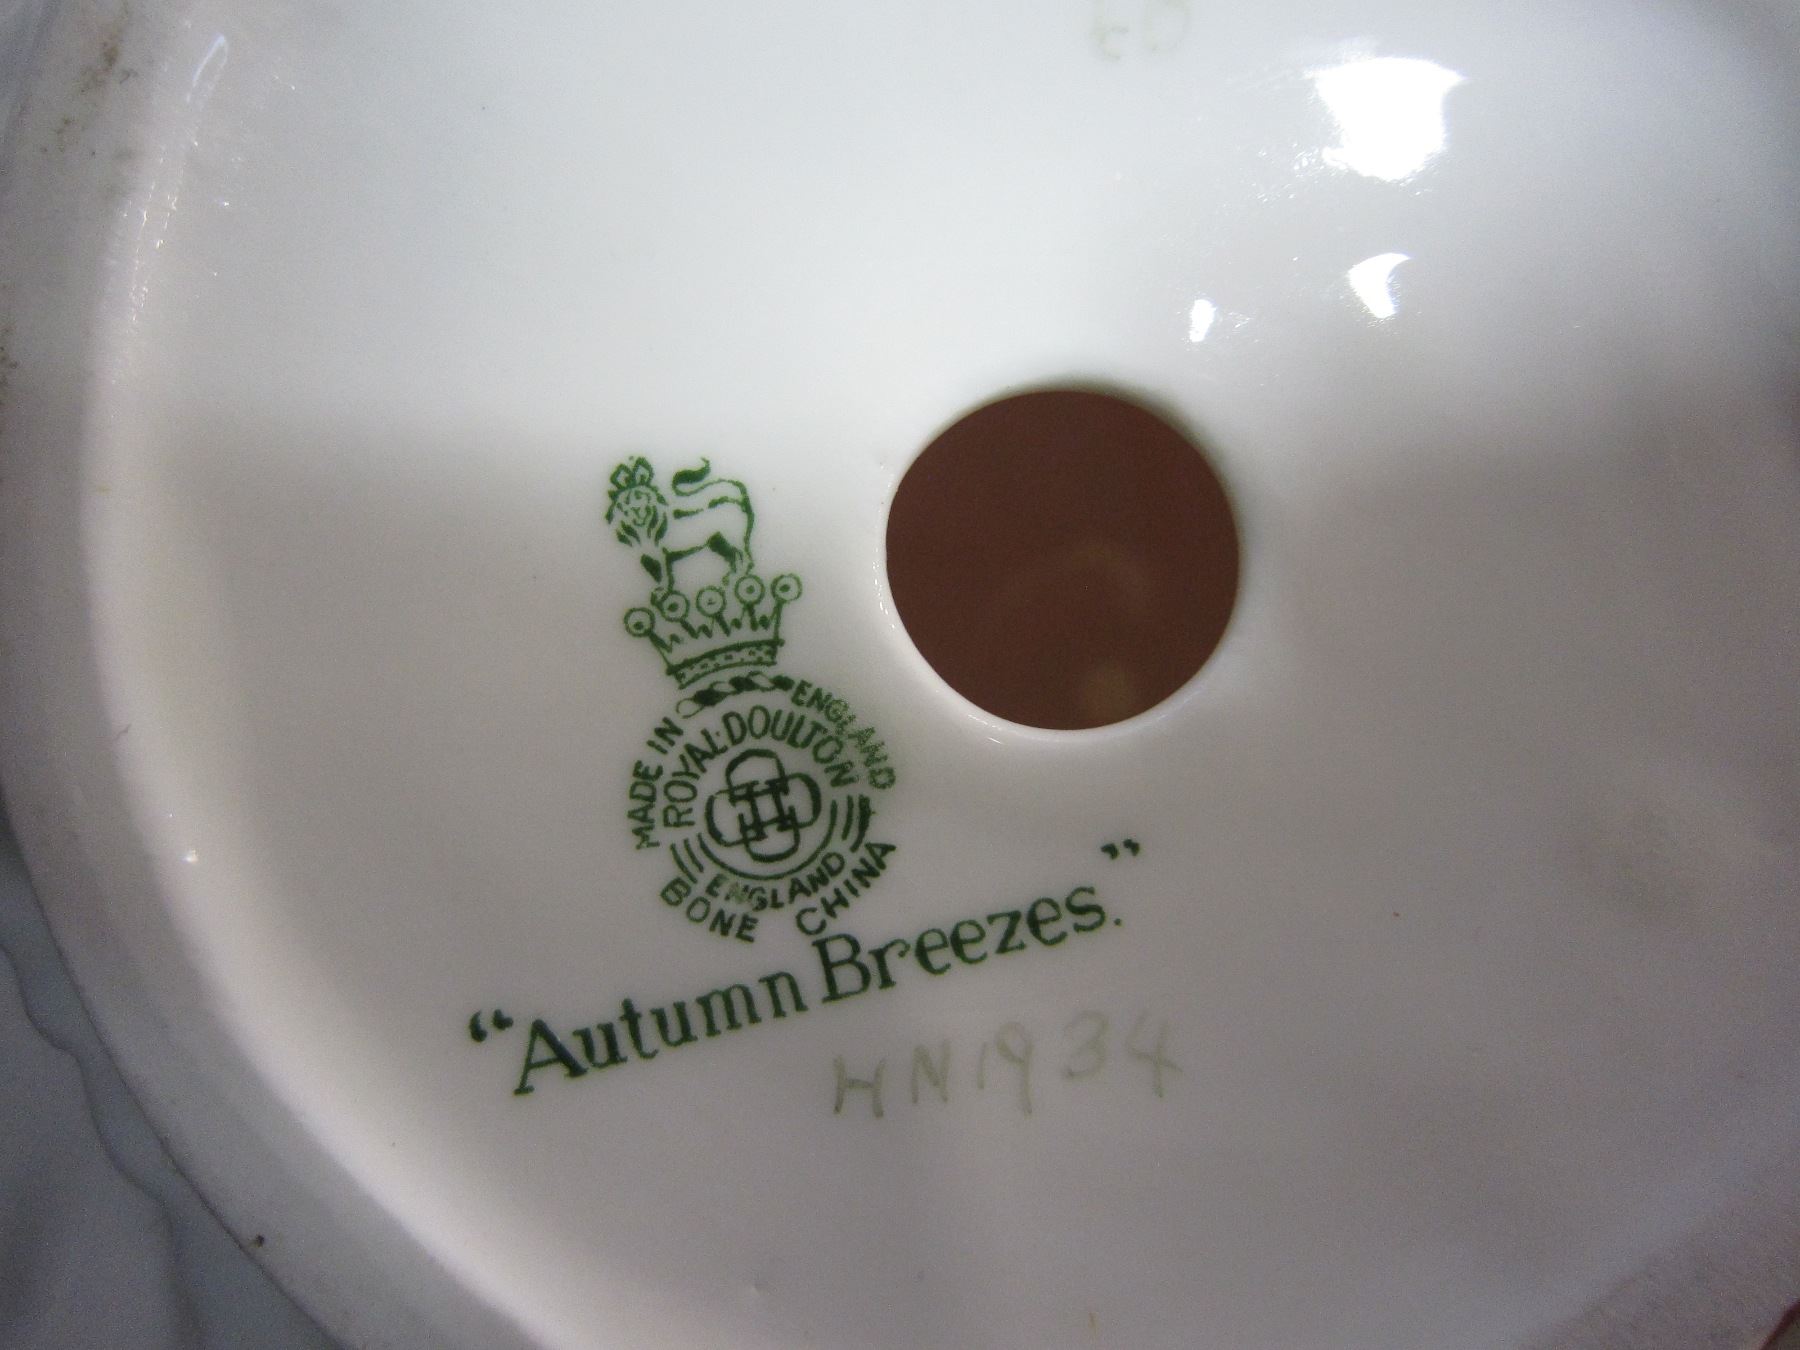 MADE IN ENGLAND
ROYAL·DOULTON
ENGLAND
BONE CHINA
“Autumn Breezes.”
HN1934